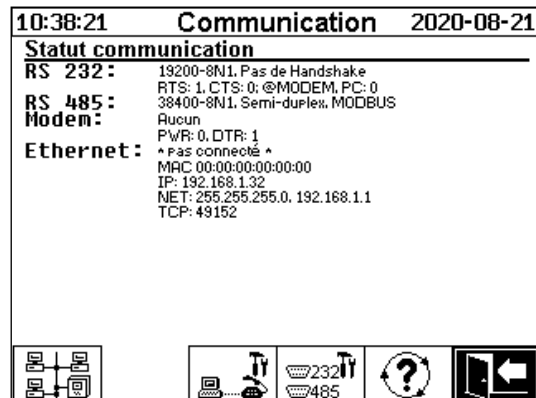 10:38:21 Communication 2020-08-21
Statut communication
RS 232: 19200-8N1, Pas de Handshake
RTS: 1, CTS: 0; @MODEM, PC: 0
RS 485: 38400-8N1, Semi-duplex, MODBUS
Modem: Aucun
PWR: 0, DTR: 1
Ethernet: * pas connecté *
MAC 00:00:00:00:00:00
IP: 192.168.1.32
NET: 255.255.255.0, 192.168.1.1
TCP: 49152
232
485
?